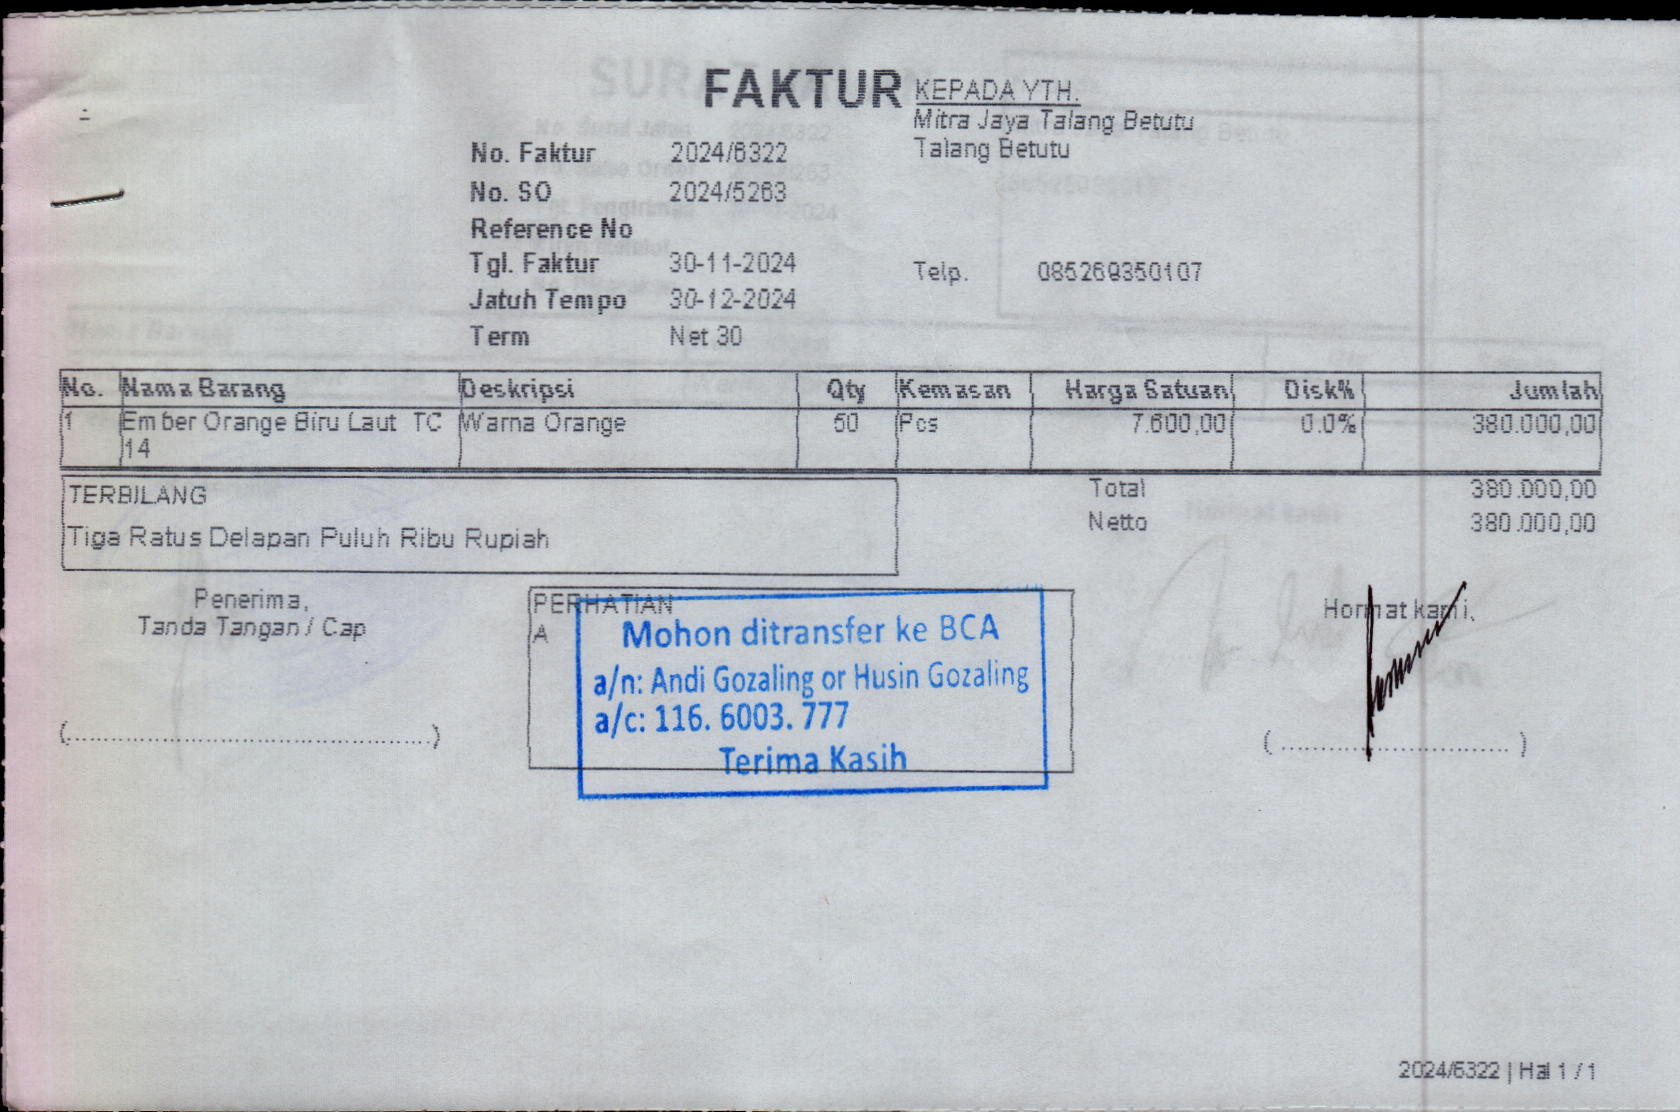 FAKTUR
KEPADA YTH.
Mitra Jaya Talang Betutu
Talang Betutu
No. Faktur 2024/6322
No. SO 2024/5263
Reference No
Tgl. Faktur 30-11-2024
Telp. 085269350107
Jatuh Tempo 30-12-2024
Term Net 30
No. Nama Barang Deskripsi Qty Kemasan Harga Satuan Disk% Jumlah
1 Ember Orange Biru Laut TC Warna Orange 50 Pcs 7.600,00 0.0% 380.000,00
14
TERBILANG
Tiga Ratus Delapan Puluh Ribu Rupiah
Total 380.000,00
Netto 380.000,00
Penerima,
Tanda Tangan / Cap
PERHATIAN
A
Mohon ditransfer ke BCA
a/n: Andi Gozaling or Husin Gozaling
a/c: 116. 6003. 777
Terima Kasih
Hormat kami,
(................................................)
(.............................)
2024/6322 | Hal 1 / 1